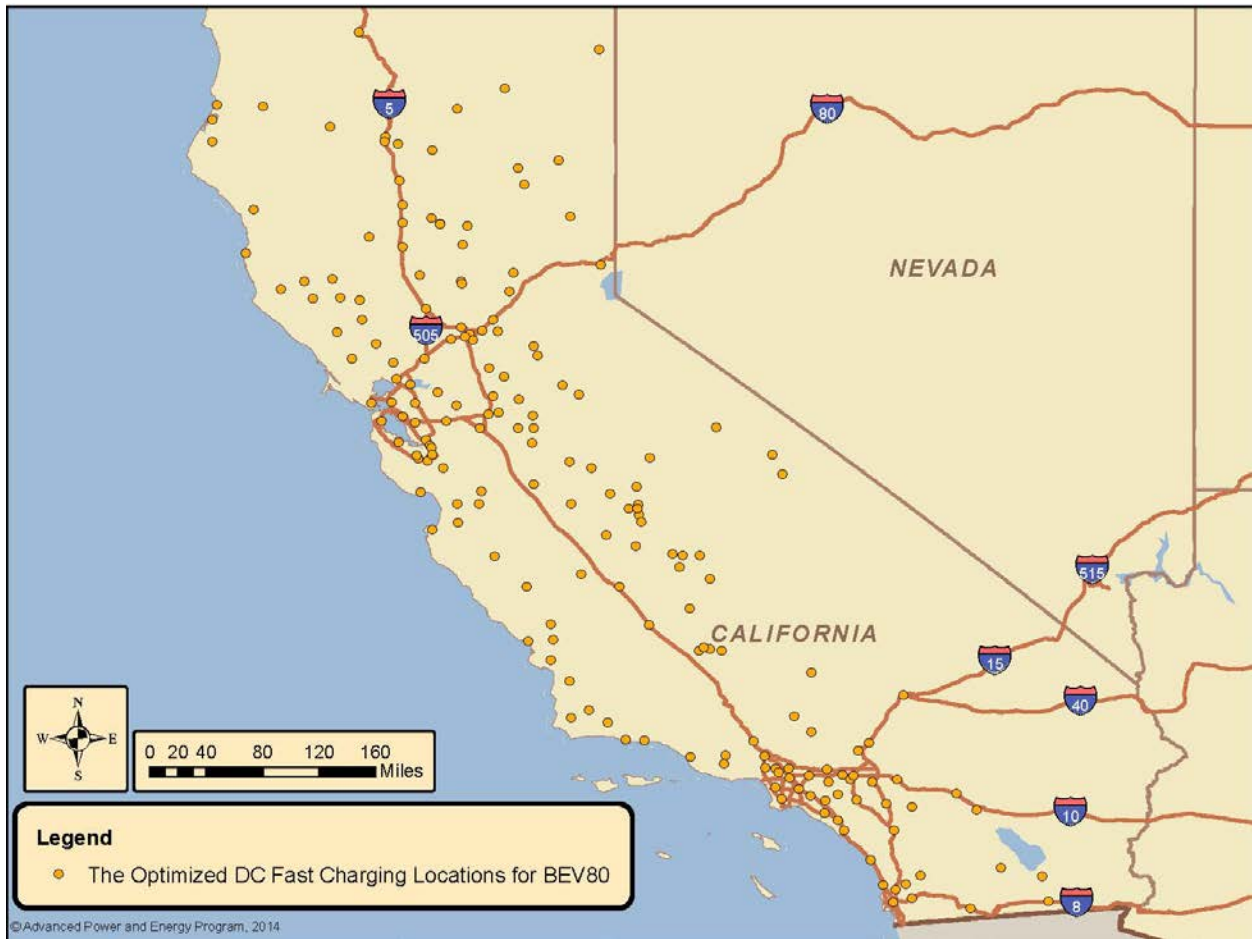 5
80
NEVADA
505
515
CALIFORNIA
15
40
N
W E
S
0 20 40 80 120 160
Miles
10
Legend
The Optimized DC Fast Charging Locations for BEV80
8
©Advanced Power and Energy Program, 2014